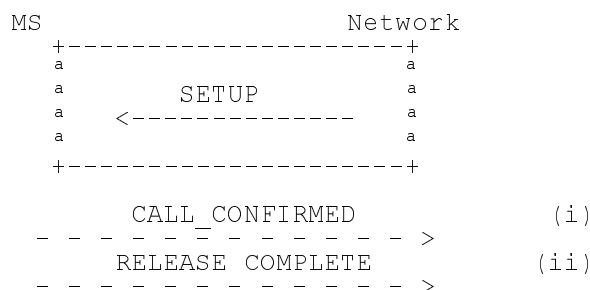 MS Network
+----------------------+
a a
a SETUP a
a <-------------- a
a a
+----------------------+
CALL_CONFIRMED (i)
- - - - - - - - - - - - >
RELEASE COMPLETE (ii)
- - - - - - - - - - - - >